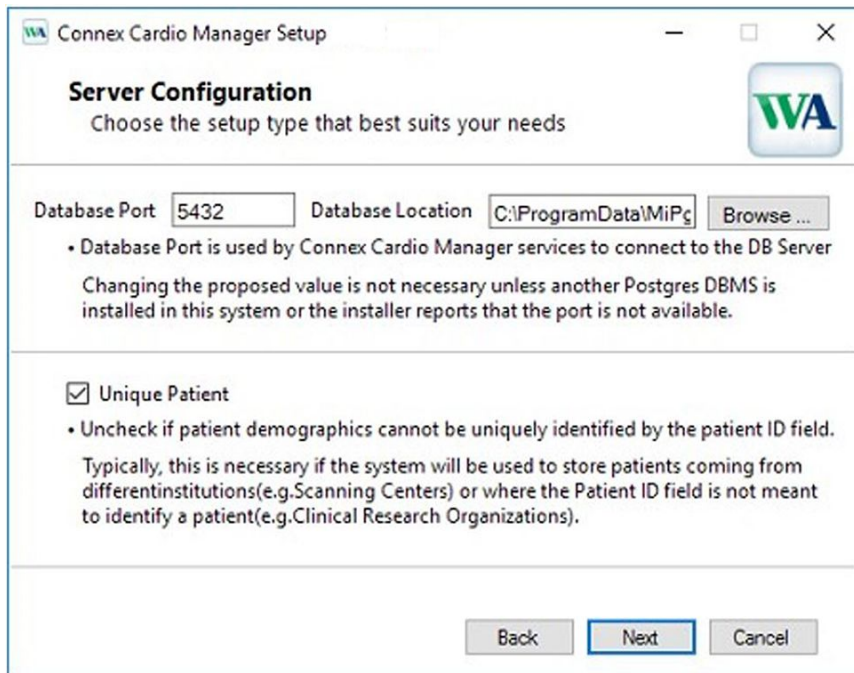 WA Connex Cardio Manager Setup
Server Configuration
Choose the setup type that best suits your needs
WA
Database Port 5432 Database Location C:\ProgramData\MiPg Browse ...
• Database Port is used by Connex Cardio Manager services to connect to the DB Server
Changing the proposed value is not necessary unless another Postgres DBMS is
installed in this system or the installer reports that the port is not available.
Unique Patient
• Uncheck if patient demographics cannot be uniquely identified by the patient ID field.
Typically, this is necessary if the system will be used to store patients coming from
differentinstitutions(e.g.Scanning Centers) or where the Patient ID field is not meant
to identify a patient(e.g.Clinical Research Organizations).
Back Next Cancel